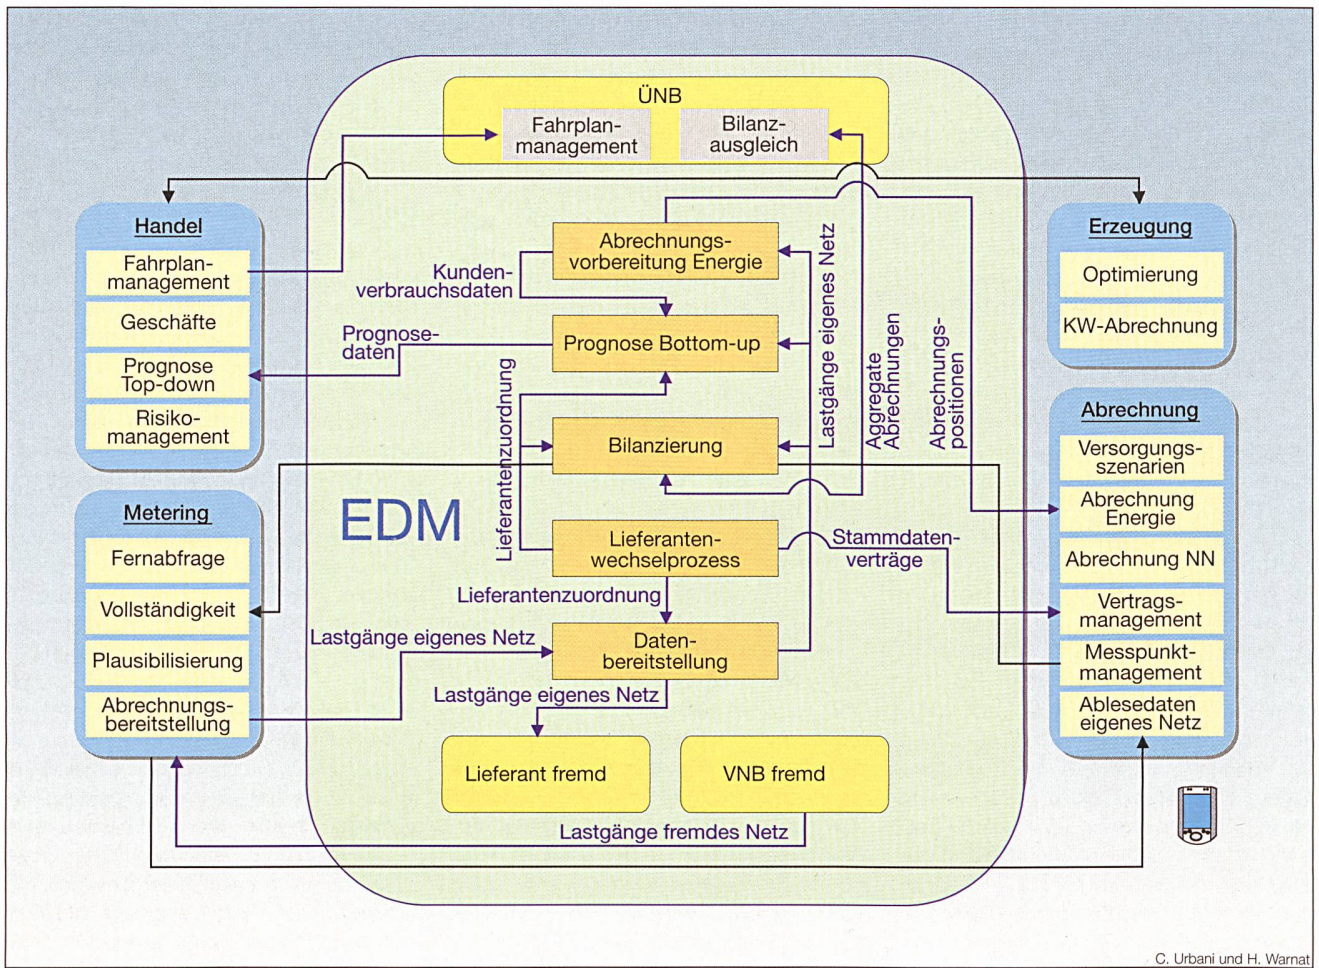 ÜNB
Fahrplan-
management
Bilanz-
ausgleich
Handel
Fahrplan-
management
Geschäfte
Prognose
Top-down
Risiko-
management
Metering
Fernabfrage
Vollständigkeit
Plausibilisierung
Abrechnungs-
bereitstellung
EDM
Abrechnungs-
vorbereitung Energie
Kunden-
verbrauchsdaten
Prognose-
daten
Prognose Bottom-up
Lieferantenzuordnung
Bilanzierung
Lastgänge eigenes Netz
Aggregate
Abrechnungen
Abrechnungs-
positionen
Lieferanten-
wechselprozess
Stammdaten-
verträge
Lieferantenzuordnung
Lastgänge eigenes Netz
Daten-
bereitstellung
Lastgänge eigenes Netz
Lieferant fremd
VNB fremd
Lastgänge fremdes Netz
Erzeugung
Optimierung
KW-Abrechnung
Abrechnung
Versorgungs-
szenarien
Abrechnung
Energie
Abrechnung NN
Vertrags-
management
Messpunkt-
management
Ablesedaten
eigenes Netz
C. Urbani und H. Warnat